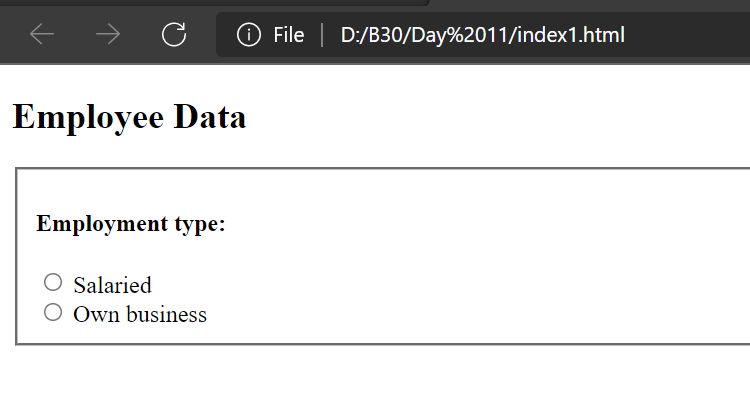 File D:/B30/Day%2011/index1.html
Employee Data
Employment type:
Salaried
Own business